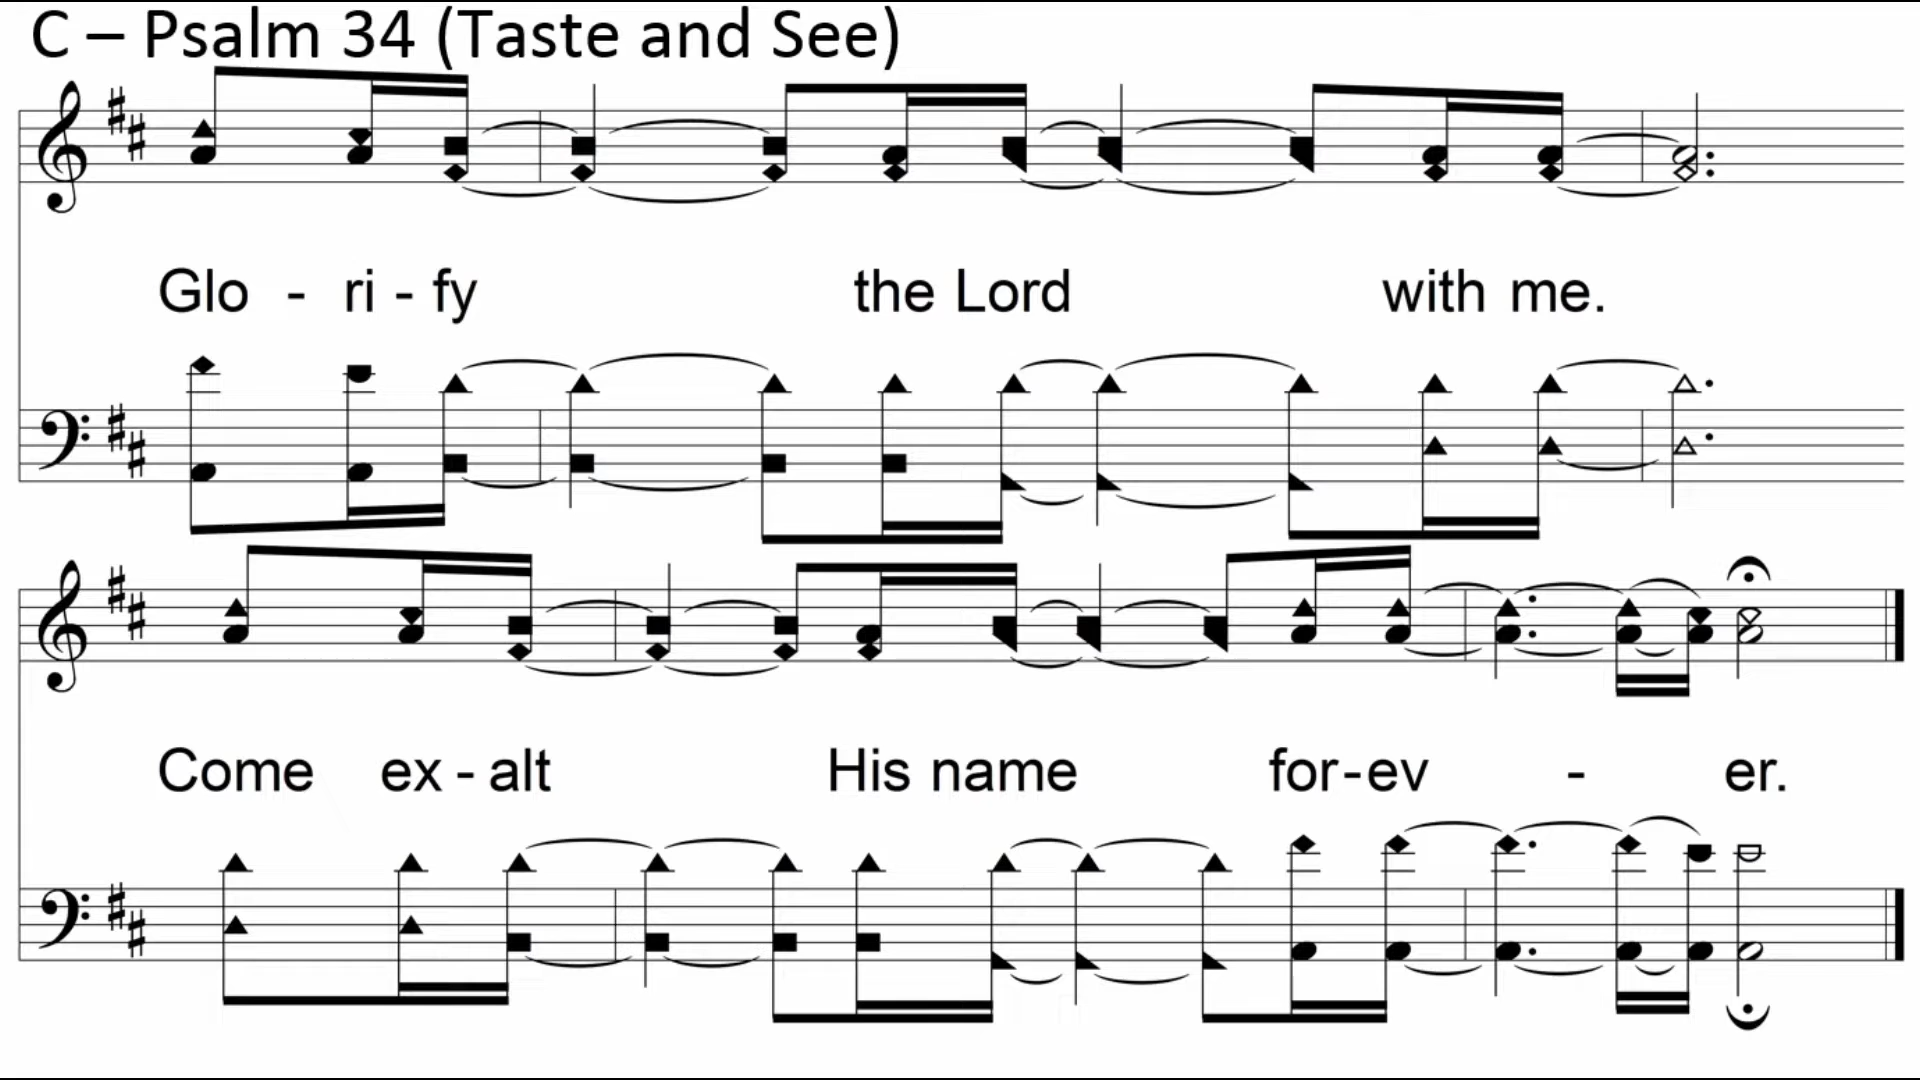 C – Psalm 34 (Taste and See)
Glo - ri - fy the Lord with me.
Come ex - alt His name for-ev - er.